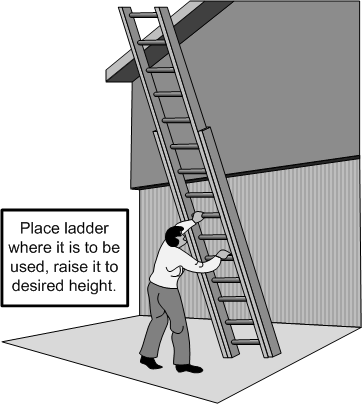 Place ladder
where it is to be
used, raise it to
desired height.